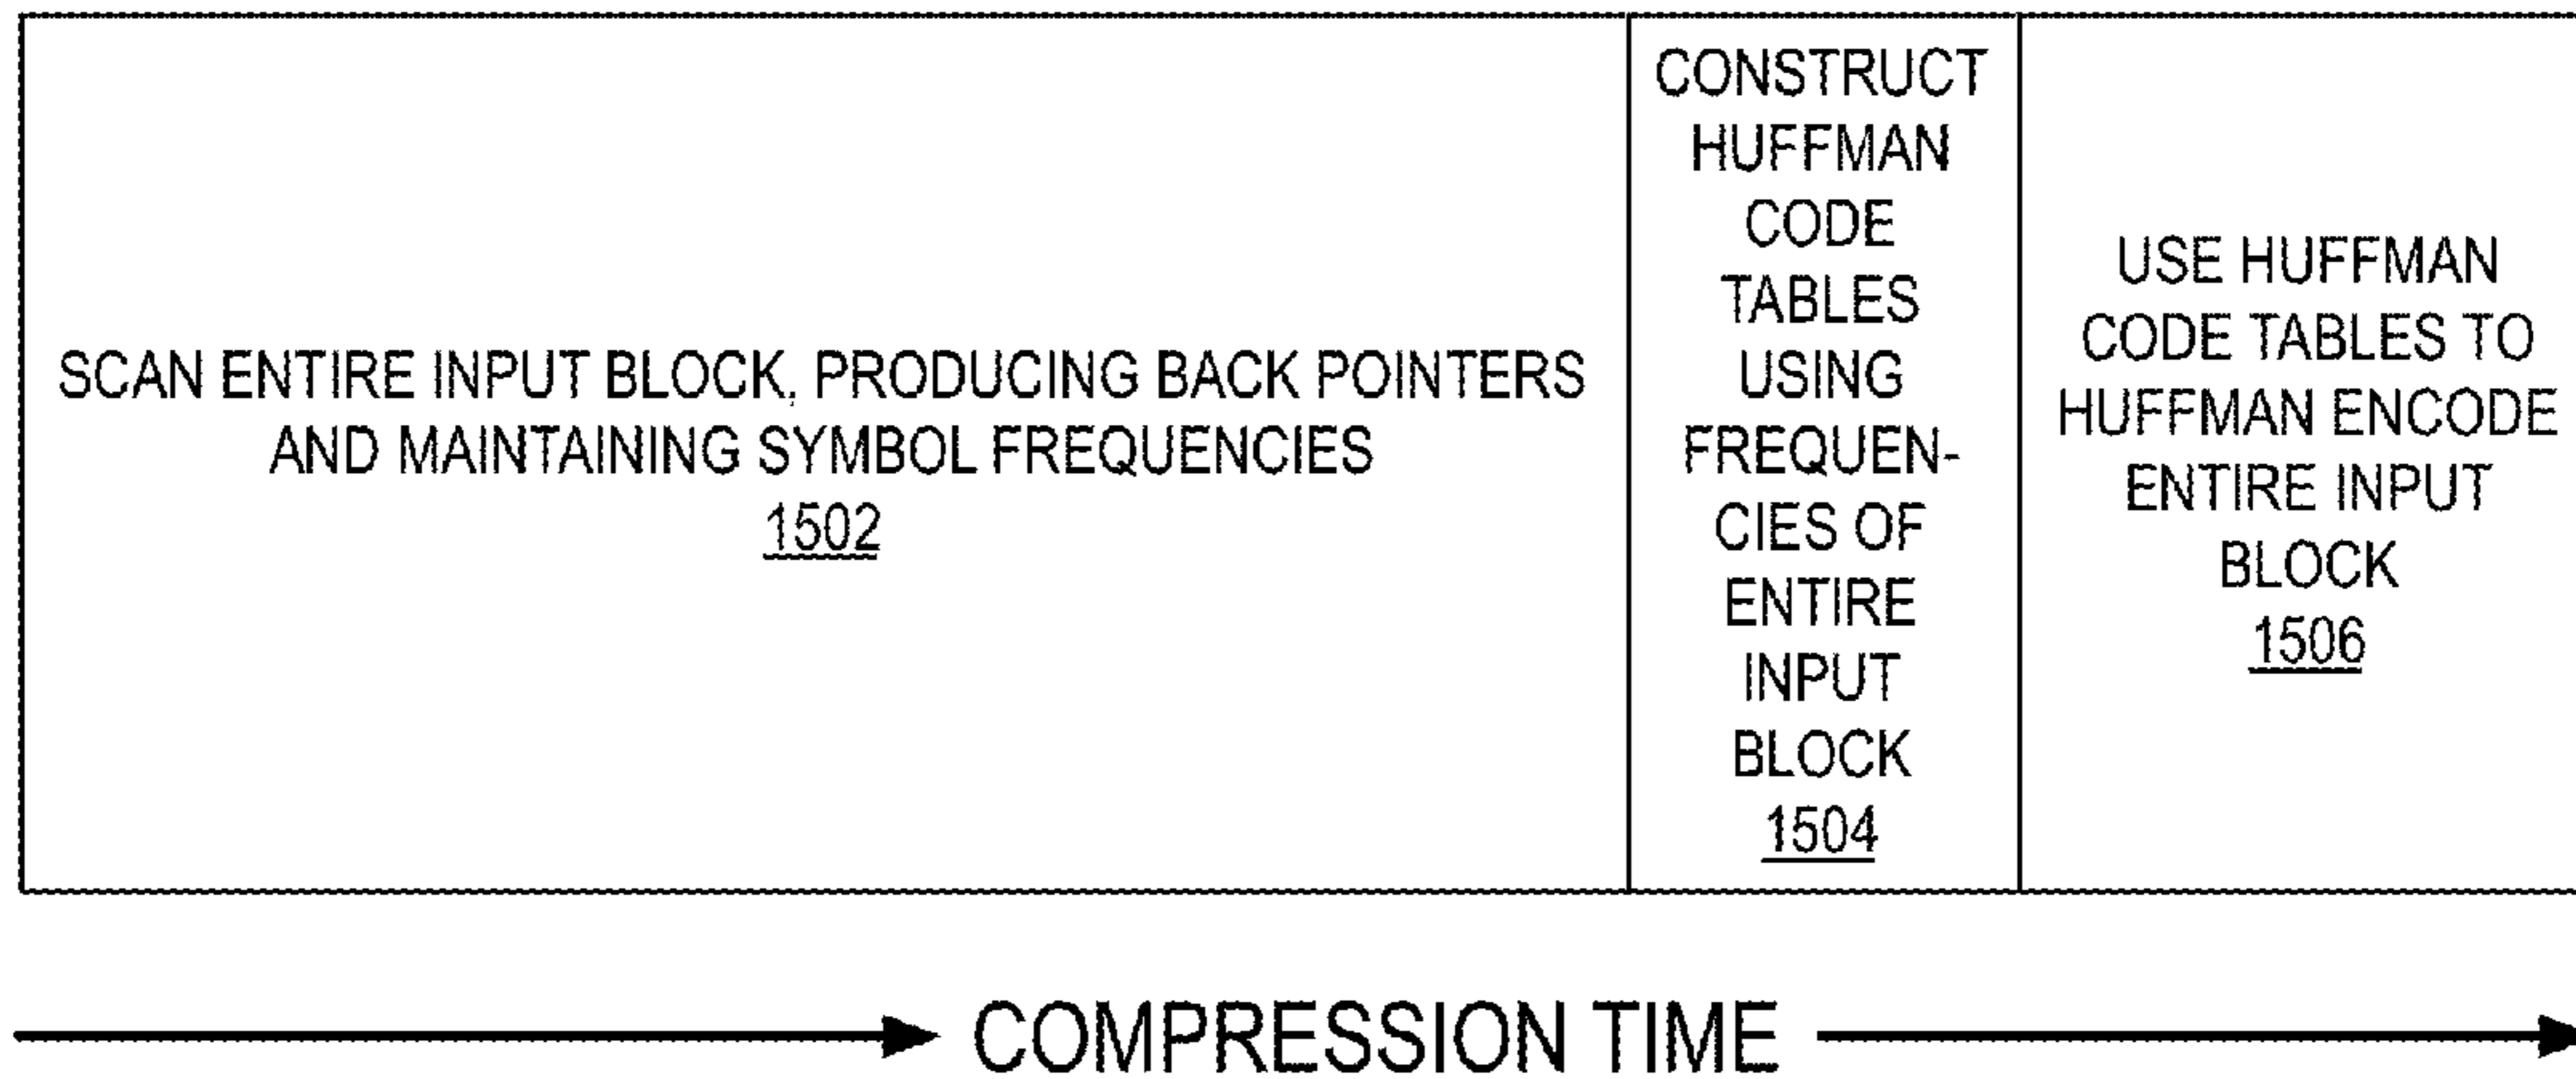 SCAN ENTIRE INPUT BLOCK, PRODUCING BACK POINTERS
AND MAINTAINING SYMBOL FREQUENCIES
1502
CONSTRUCT
HUFFMAN
CODE
TABLES
USING
FREQUEN-
CIES OF
ENTIRE
INPUT
BLOCK
1504
USE HUFFMAN
CODE TABLES TO
HUFFMAN ENCODE
ENTIRE INPUT
BLOCK
1506
COMPRESSION TIME